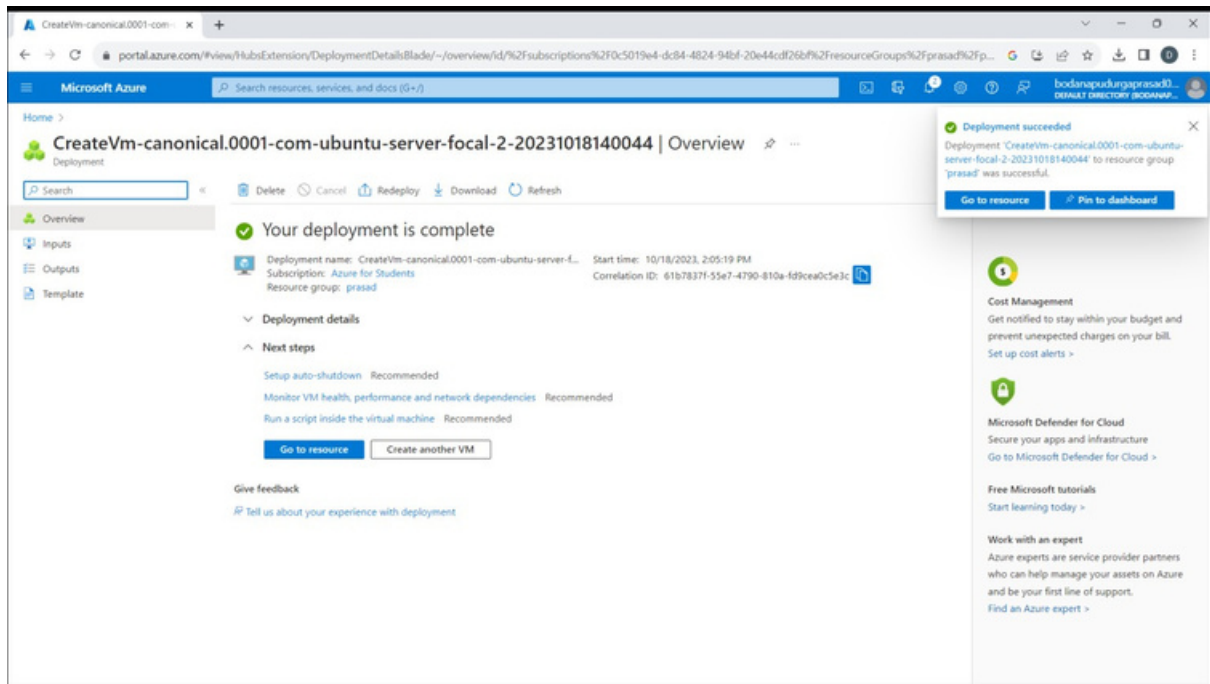 CreateVm-canonical.0001-com-
portal.azure.com/#view/HubsExtension/DeploymentDetailsBlade/~/overview/id/%2Fsubscriptions%2F0c5019e4-dc84-4824-94bf-20e44cdf26bf%2FresourceGroups%2Fprasad%2Fp...
Microsoft Azure
Search resources, services, and docs (G+/)
2
bodanapudurgaprasad0...
DEFAULT DIRECTORY (BODANAP...
Home >
CreateVm-canonical.0001-com-ubuntu-server-focal-2-20231018140044 | Overview
Deployment
Search
Delete Cancel Redeploy Download Refresh
Overview
Inputs
Outputs
Template
Your deployment is complete
Deployment name: CreateVm-canonical.0001-com-ubuntu-server-f...
Subscription: Azure for Students
Resource group: prasad
Start time: 10/18/2023, 2:05:19 PM
Correlation ID: 61b7837f-55e7-4790-810a-fd9cea0c5e3c
Deployment details
Next steps
Setup auto-shutdown Recommended
Monitor VM health, performance and network dependencies Recommended
Run a script inside the virtual machine Recommended
Go to resource
Create another VM
Give feedback
Tell us about your experience with deployment
Deployment succeeded
Deployment 'CreateVm-canonical.0001-com-ubuntu-
server-focal-2-20231018140044' to resource group
'prasad' was successful.
Go to resource
Pin to dashboard
Cost Management
Get notified to stay within your budget and
prevent unexpected charges on your bill.
Set up cost alerts >
Microsoft Defender for Cloud
Secure your apps and infrastructure
Go to Microsoft Defender for Cloud >
Free Microsoft tutorials
Start learning today >
Work with an expert
Azure experts are service provider partners
who can help manage your assets on Azure
and be your first line of support.
Find an Azure expert >